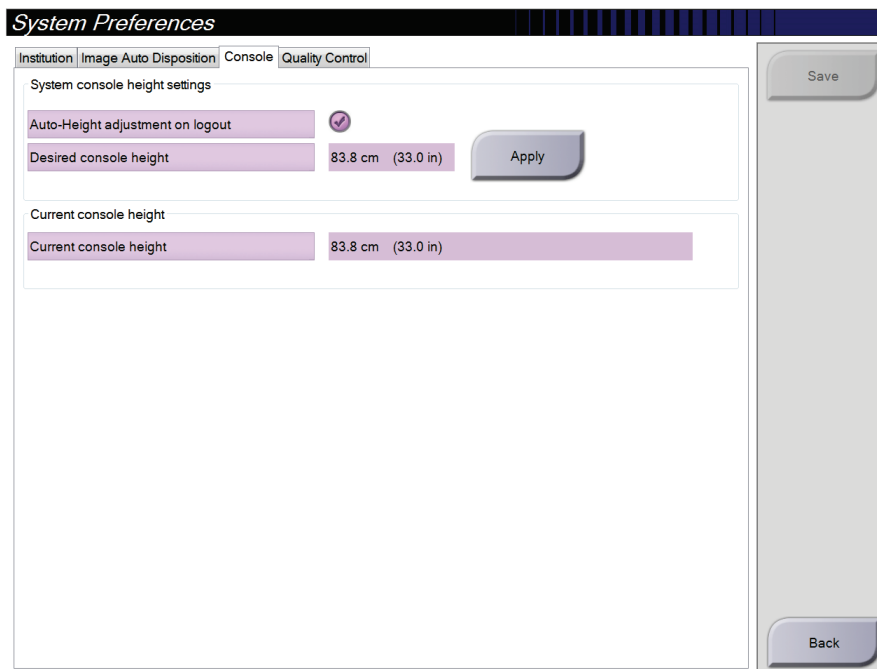 System Preferences
Institution Image Auto Disposition Console Quality Control
Save
System console height settings
Auto-Height adjustment on logout
Desired console height 83.8 cm (33.0 in) Apply
Current console height
Current console height 83.8 cm (33.0 in)
Back